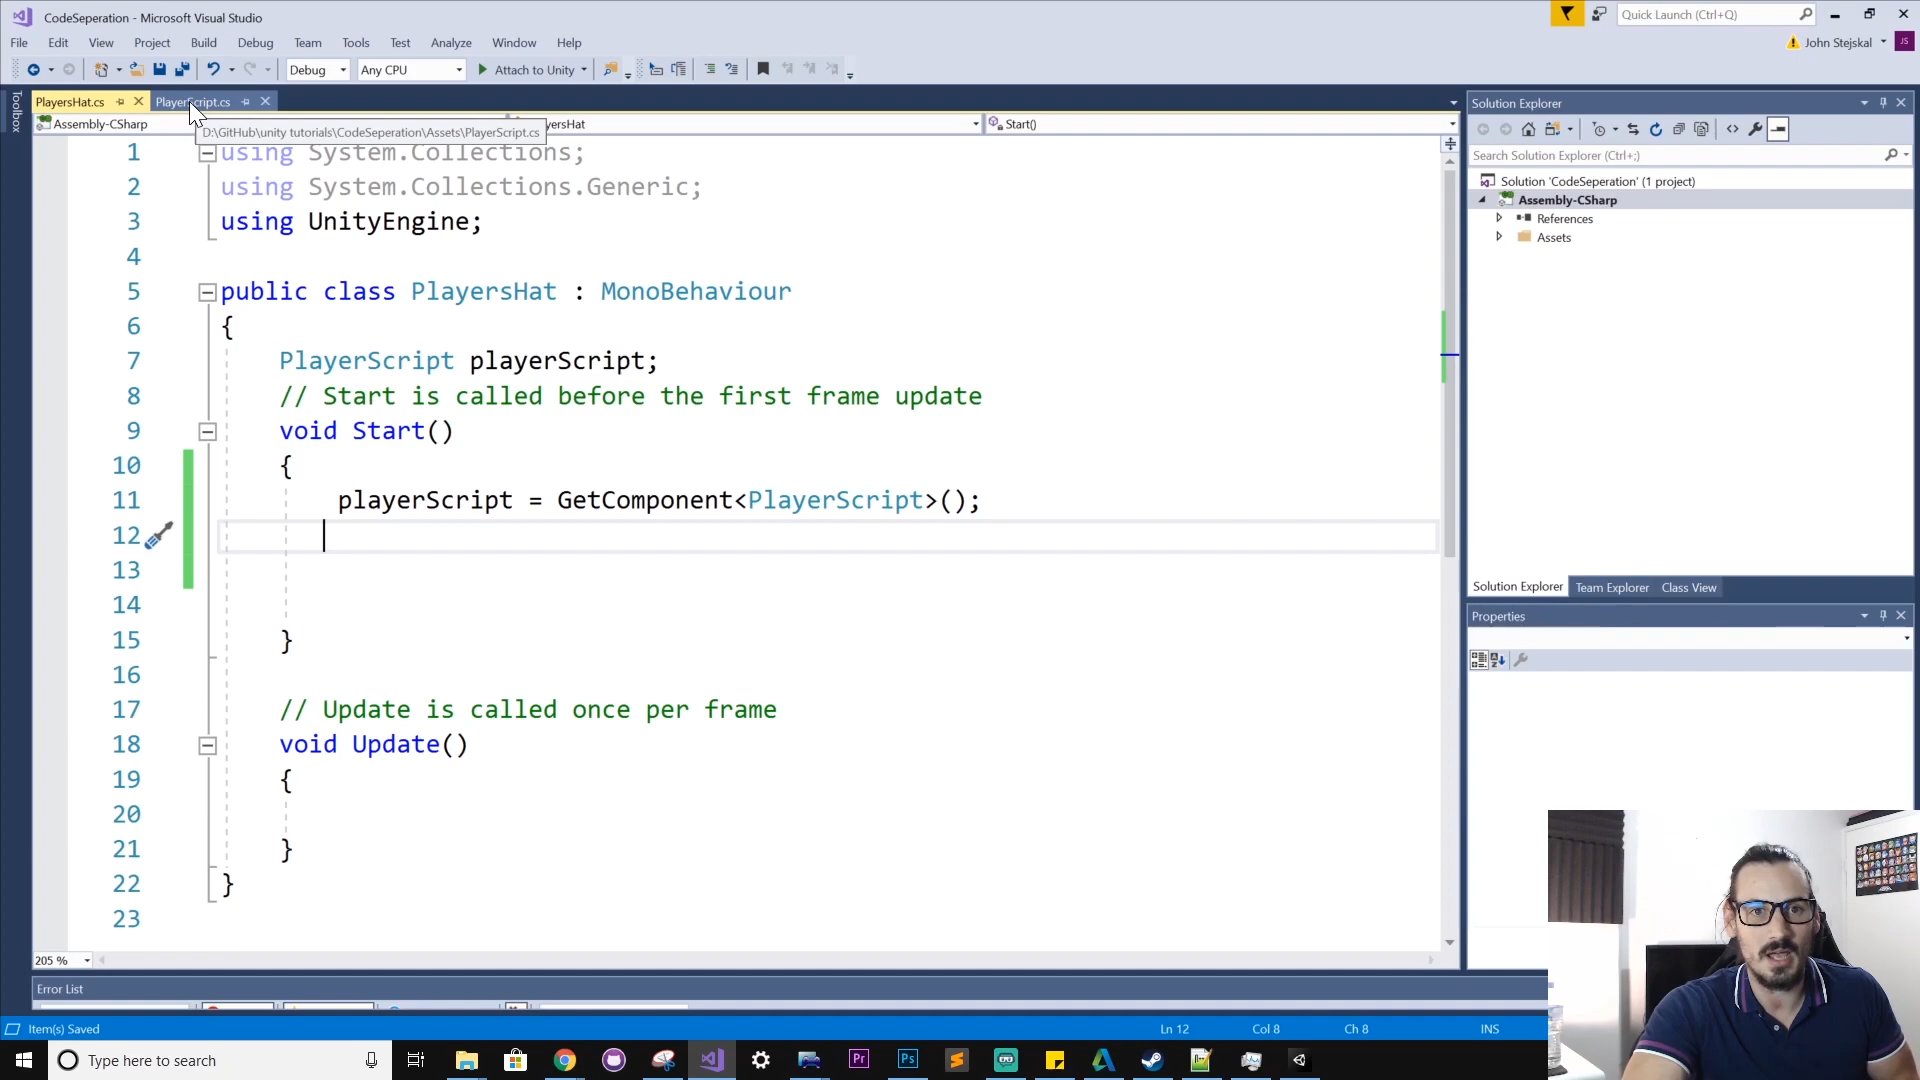 CodeSeperation - Microsoft Visual Studio
Quick Launch (Ctrl+Q)
File Edit View Project Build Debug Team Tools Test Analyze Window Help
John Stejskal JS
Debug Any CPU Attach to Unity
Toolbox
PlayersHat.cs PlayerScript.cs
Assembly-CSharp yersHat Start()
D:\GitHub\unity tutorials\CodeSeperation\Assets\PlayerScript.cs
1 using System.Collections;
2 using System.Collections.Generic;
3 using UnityEngine;
4
5 public class PlayersHat : MonoBehaviour
6 {
7 PlayerScript playerScript;
8 // Start is called before the first frame update
9 void Start()
10 {
11 playerScript = GetComponent<PlayerScript>();
12
13
14
15 }
16
17 // Update is called once per frame
18 void Update()
19 {
20
21 }
22 }
23
205 %
Error List
Item(s) Saved Ln 12 Col 8 Ch 8 INS
Solution Explorer
Search Solution Explorer (Ctrl+;)
Solution 'CodeSeperation' (1 project)
Assembly-CSharp
References
Assets
Solution Explorer Team Explorer Class View
Properties
Type here to search
Pr Ps